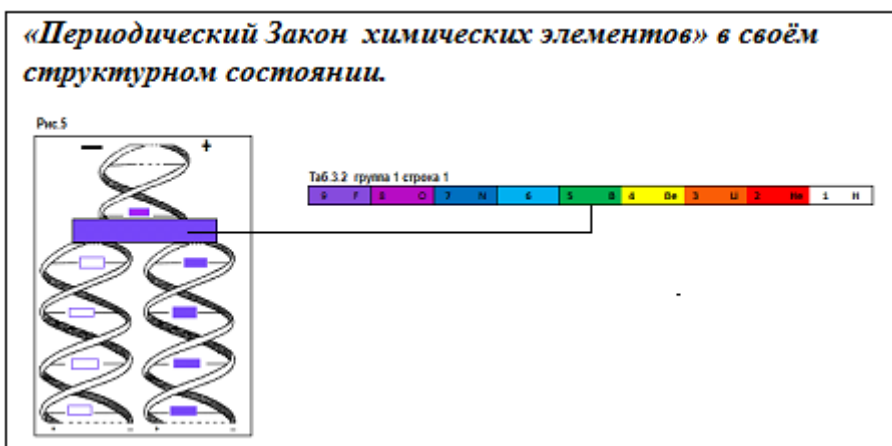 «Периодический Закон химических элементов» в своём
структурном состоянии.
Рис.5
— +
Таб.3.2 группа 1 строка 1
9 F 8 O 7 N 6 5 B 4 Be 3 Li 2 He 1 H